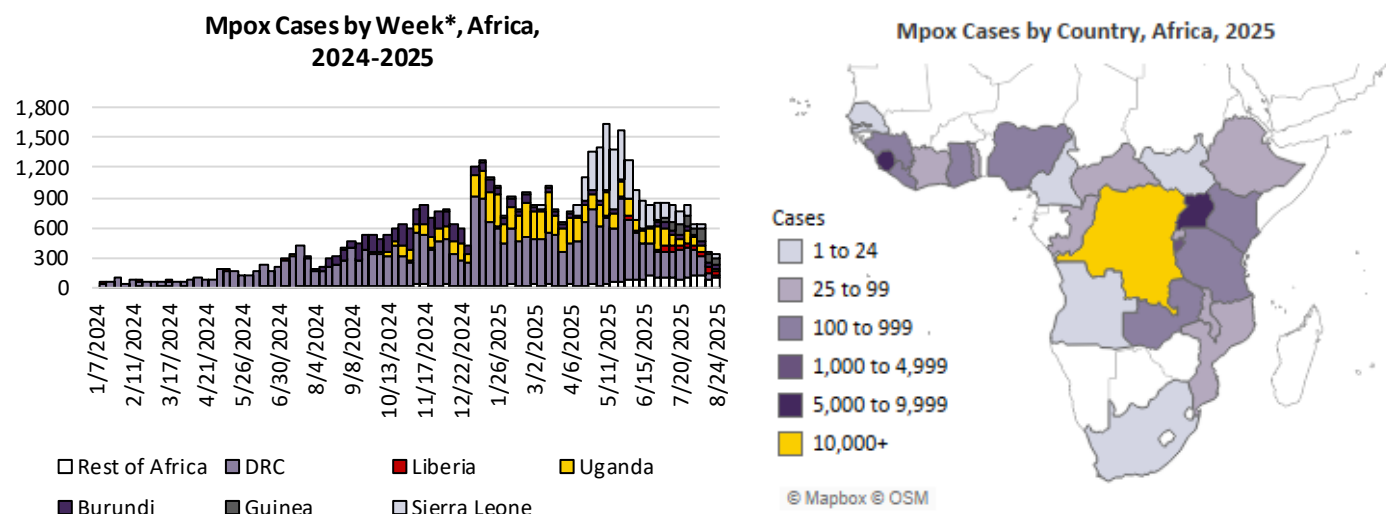 Mpox Cases by Week*, Africa,
2024-2025
1,800
1,500
1,200
900
600
300
0
1/7/2024
2/11/2024
3/17/2024
4/21/2024
5/26/2024
6/30/2024
8/4/2024
9/8/2024
10/13/2024
11/17/2024
12/22/2024
1/26/2025
3/2/2025
4/6/2025
5/11/2025
6/15/2025
7/20/2025
8/24/2025
Rest of Africa
DRC
Liberia
Uganda
Burundi
Guinea
Sierra Leone
Mpox Cases by Country, Africa, 2025
Cases
1 to 24
25 to 99
100 to 999
1,000 to 4,999
5,000 to 9,999
10,000+
© Mapbox © OSM